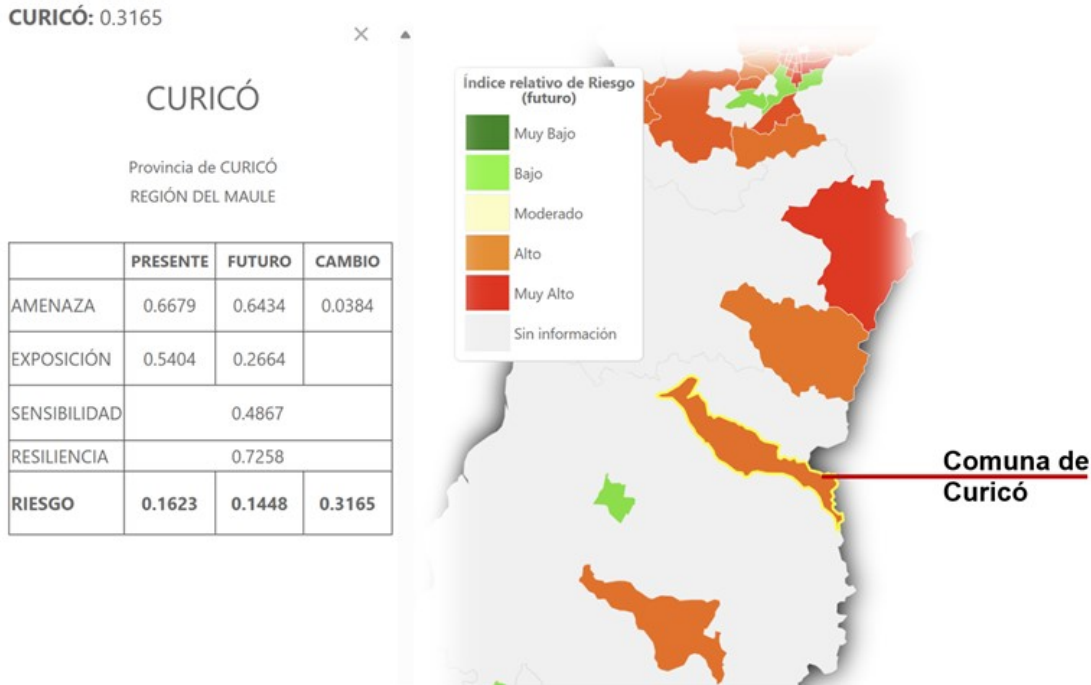 CURICÓ: 0.3165
CURICÓ
Provincia de CURICÓ
REGIÓN DEL MAULE
PRESENTE FUTURO CAMBIO
AMENAZA 0.6679 0.6434 0.0384
EXPOSICIÓN 0.5404 0.2664
SENSIBILIDAD 0.4867
RESILIENCIA 0.7258
RIESGO 0.1623 0.1448 0.3165
Índice relativo de Riesgo
(futuro)
Muy Bajo
Bajo
Moderado
Alto
Muy Alto
Sin información
Comuna de
Curicó